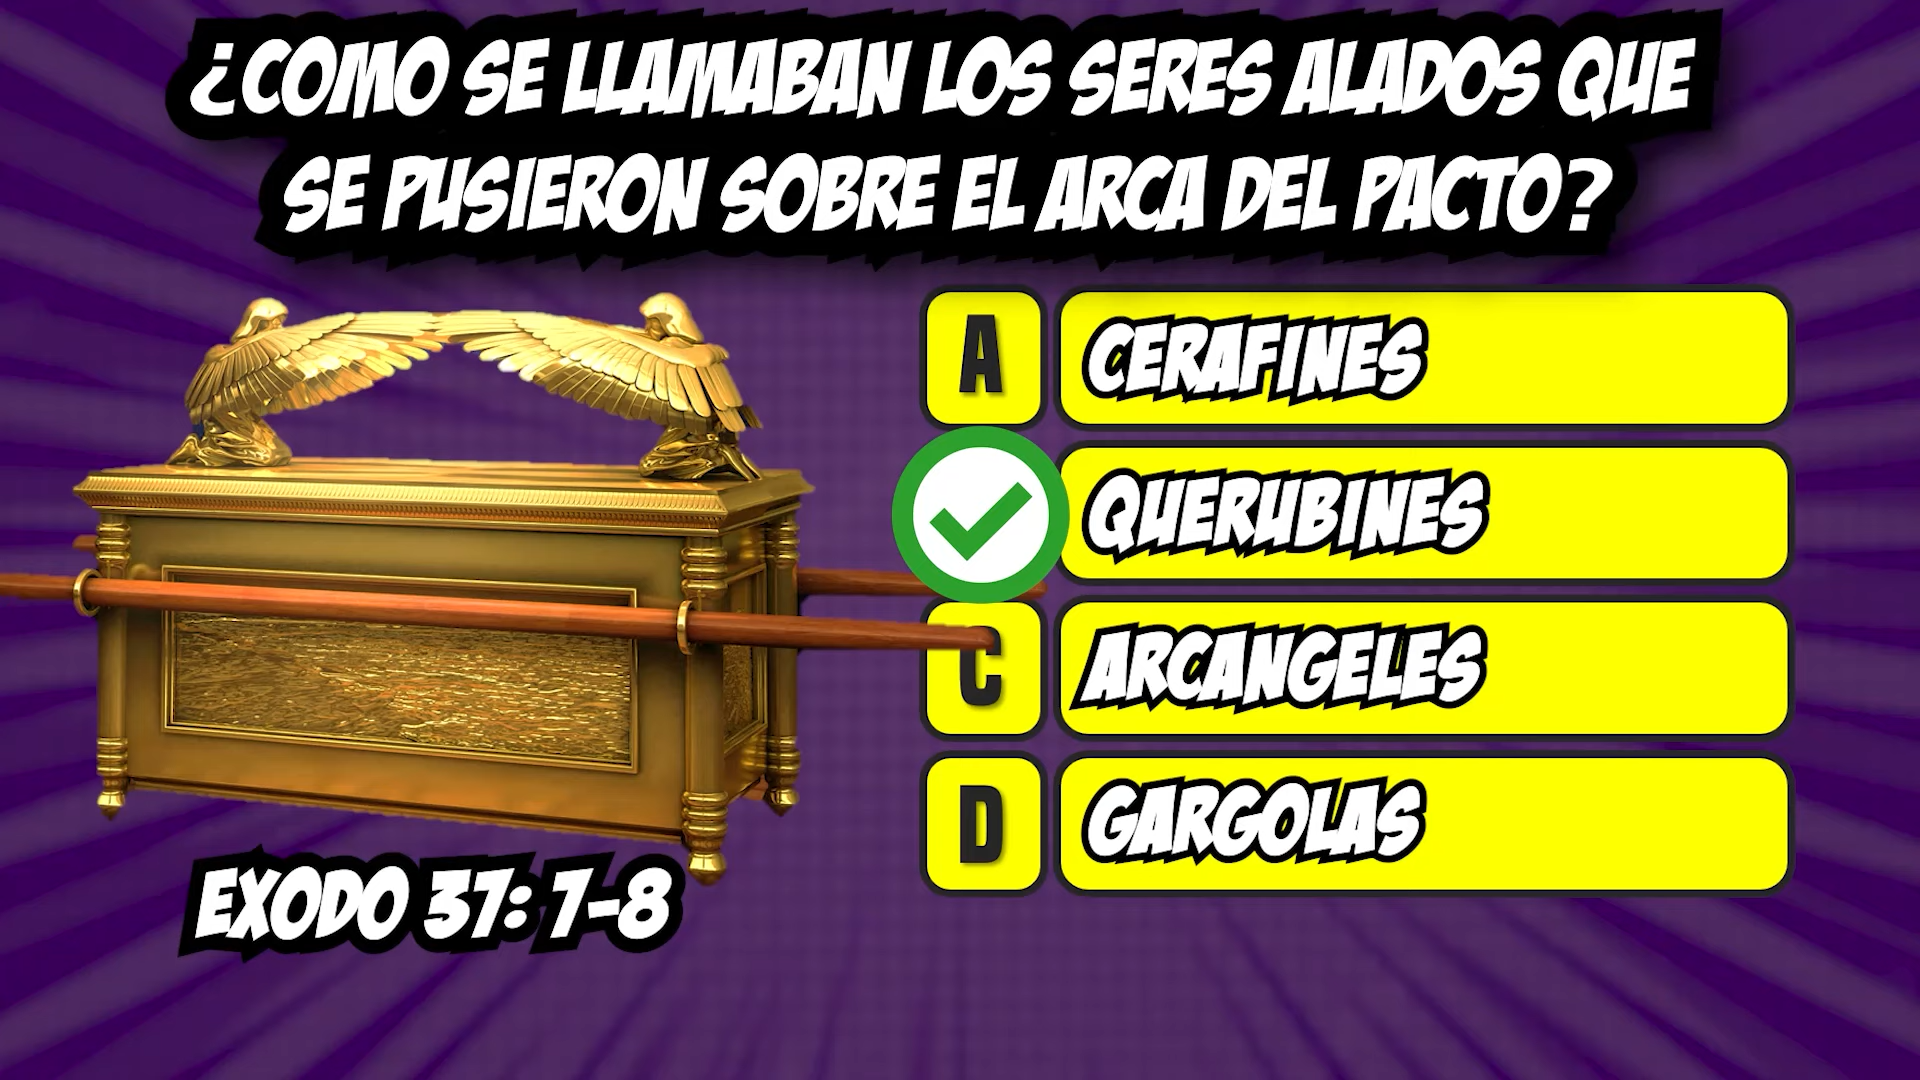 ¿COMO SE LLAMABAN LOS SERES ALADOS QUE
SE PUSIERON SOBRE EL ARCA DEL PACTO?
A CERAFINES
QUERUBINES
C ARCANGELES
D GARGOLAS
EXODO 37: 7-8